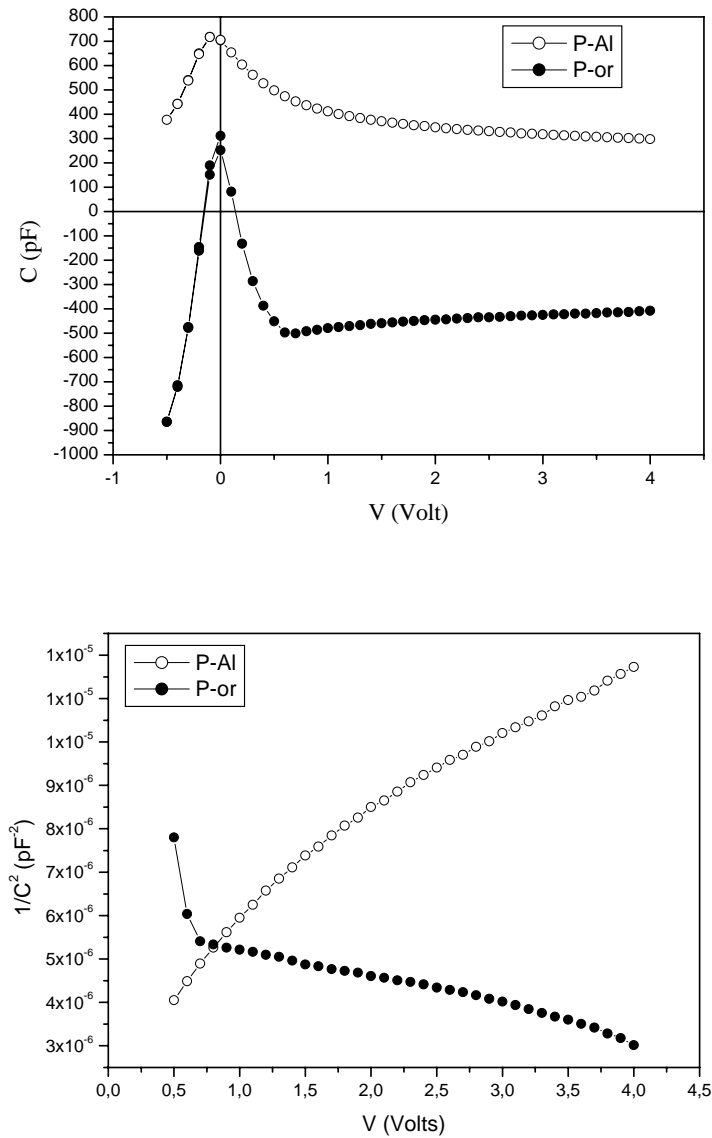 800
700
600
500
400
300
200
100
0
-100
-200
-300
-400
-500
-600
-700
-800
-900
-1000
C (pF)
P-Al
P-or
-1 0 1 2 3 4
V (Volt)
1x10⁻⁵
1x10⁻⁵
1x10⁻⁵
9x10⁻⁶
8x10⁻⁶
7x10⁻⁶
6x10⁻⁶
5x10⁻⁶
4x10⁻⁶
3x10⁻⁶
1/C² (pF⁻²)
P-Al
P-or
0,0 0,5 1,0 1,5 2,0 2,5 3,0 3,5 4,0 4,5
V (Volts)